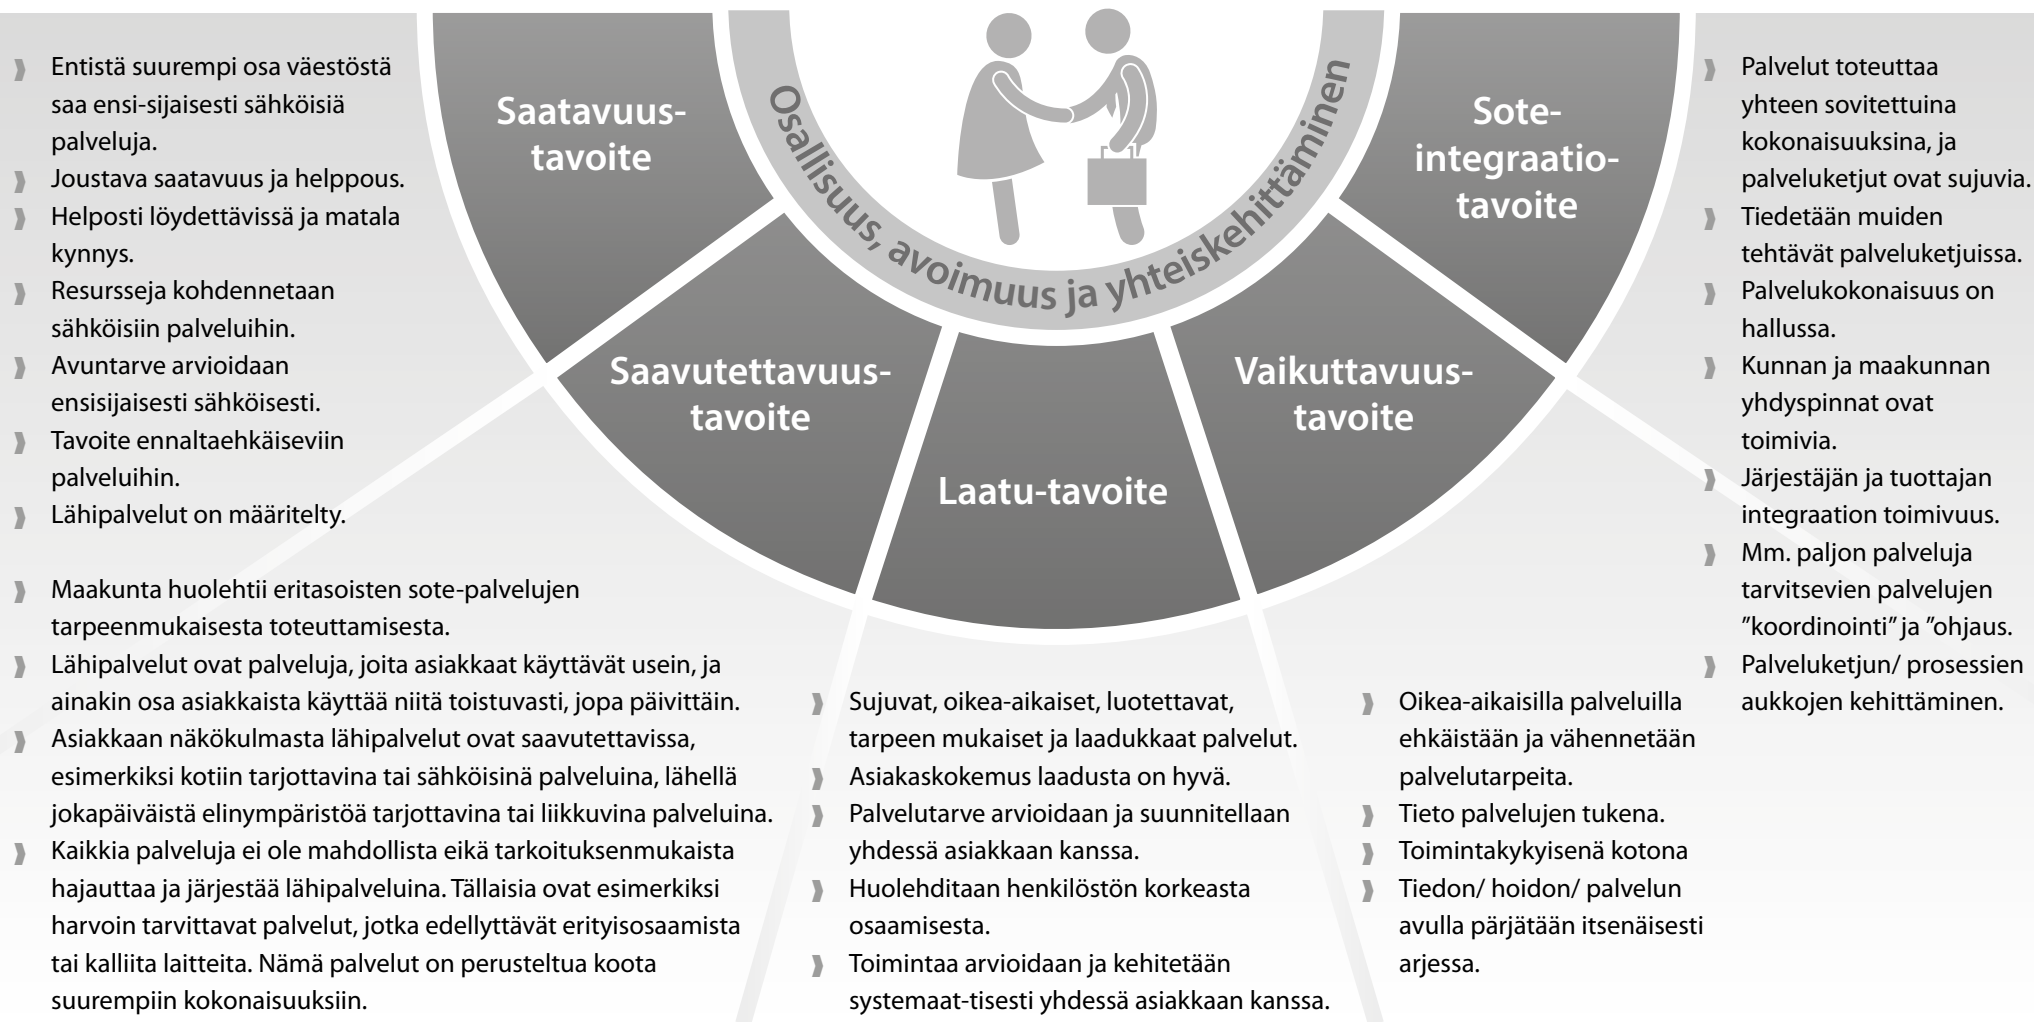 Osallisuus, avoimuus ja yhteiskehittäminen
Saatavuus-
tavoite
Entistä suurempi osa väestöstä
saa ensi-sijaisesti sähköisiä
palveluja.
Joustava saatavuus ja helppous.
Helposti löydettävissä ja matala
kynnys.
Resursseja kohdennetaan
sähköisiin palveluihin.
Avuntarve arvioidaan
ensisijaisesti sähköisesti.
Tavoite ennaltaehkäiseviin
palveluihin.
Lähipalvelut on määritelty.
Saavutettavuus-
tavoite
Maakunta huolehtii eritasoisten sote-palvelujen
tarpeenmukaisesta toteuttamisesta.
Lähipalvelut ovat palveluja, joita asiakkaat käyttävät usein, ja
ainakin osa asiakkaista käyttää niitä toistuvasti, jopa päivittäin.
Asiakkaan näkökulmasta lähipalvelut ovat saavutettavissa,
esimerkiksi kotiin tarjottavina tai sähköisinä palveluina, lähellä
jokapäiväistä elinympäristöä tarjottavina tai liikkuvina palveluina.
Kaikkia palveluja ei ole mahdollista eikä tarkoituksenmukaista
hajauttaa ja järjestää lähipalveluina. Tällaisia ovat esimerkiksi
harvoin tarvittavat palvelut, jotka edellyttävät erityisosaamista
tai kalliita laitteita. Nämä palvelut on perusteltua koota
suurempiin kokonaisuuksiin.
Laatu-tavoite
Sujuvat, oikea-aikaiset, luotettavat,
tarpeen mukaiset ja laadukkaat palvelut.
Asiakaskokemus laadusta on hyvä.
Palvelutarve arvioidaan ja suunnitellaan
yhdessä asiakkaan kanssa.
Huolehditaan henkilöstön korkeasta
osaamisesta.
Toimintaa arvioidaan ja kehitetään
systemaat-tisesti yhdessä asiakkaan kanssa.
Vaikuttavuus-
tavoite
Oikea-aikaisilla palveluilla
ehkäistään ja vähennetään
palvelutarpeita.
Tieto palvelujen tukena.
Toimintakykyisenä kotona
Tiedon/ hoidon/ palvelun
avulla pärjätään itsenäisesti
arjessa.
Sote-
integraatio-
tavoite
Palvelut toteuttaa
yhteen sovitettuina
kokonaisuuksina, ja
palveluketjut ovat sujuvia.
Tiedetään muiden
tehtävät palveluketjuissa.
Palvelukokonaisuus on
hallussa.
Kunnan ja maakunnan
yhdyspinnat ovat
toimivia.
Järjestäjän ja tuottajan
integraation toimivuus.
Mm. paljon palveluja
tarvitsevien palvelujen
”koordinointi” ja ”ohjaus.
Palveluketjun/ prosessien
aukkojen kehittäminen.